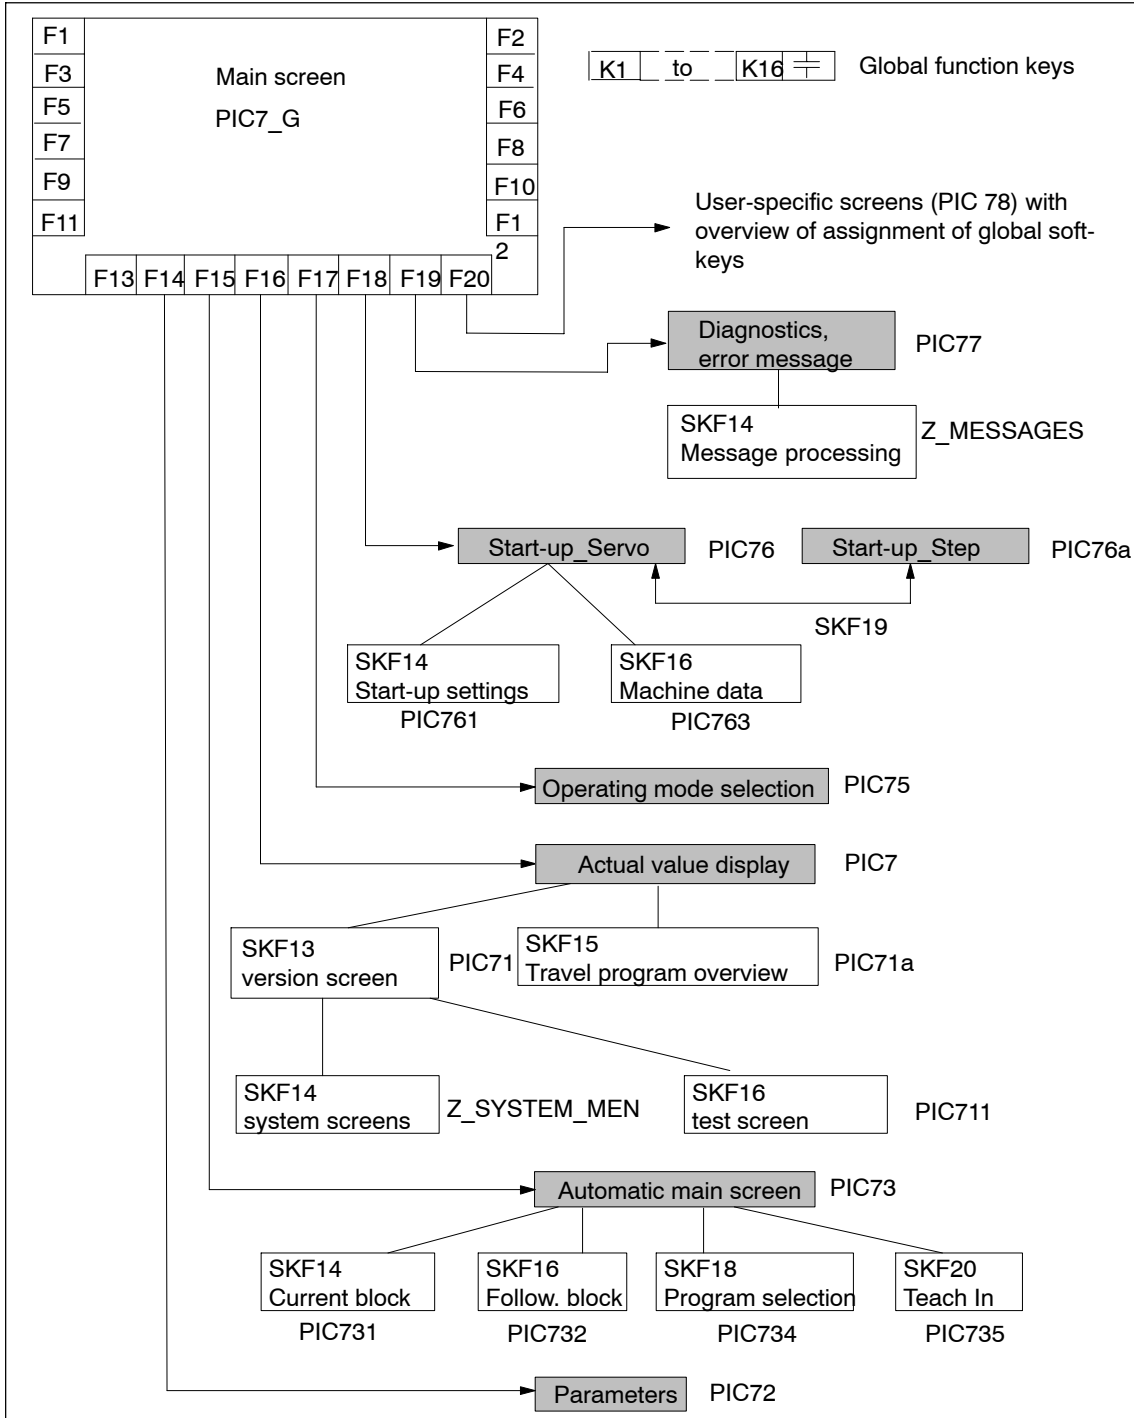 F1
F3
F5
F7
F9
F11
Main screen
PIC7_G
F2
F4
F6
F8
F10
F1
2
F13 F14 F15 F16 F17 F18 F19 F20
K1 to K16
Global function keys
User-specific screens (PIC 78) with
overview of assignment of global soft-
keys
Diagnostics,
error message
PIC77
SKF14
Message processing
Z_MESSAGES
Start-up_Servo
PIC76
Start-up_Step
PIC76a
SKF19
SKF14
Start-up settings
PIC761
SKF16
Machine data
PIC763
Operating mode selection
PIC75
Actual value display
PIC7
SKF13
version screen
PIC71
SKF15
Travel program overview
PIC71a
SKF14
system screens
Z_SYSTEM_MEN
SKF16
test screen
PIC711
Automatic main screen
PIC73
SKF14
Current block
PIC731
SKF16
Follow. block
PIC732
SKF18
Program selection
PIC734
SKF20
Teach In
PIC735
Parameters
PIC72